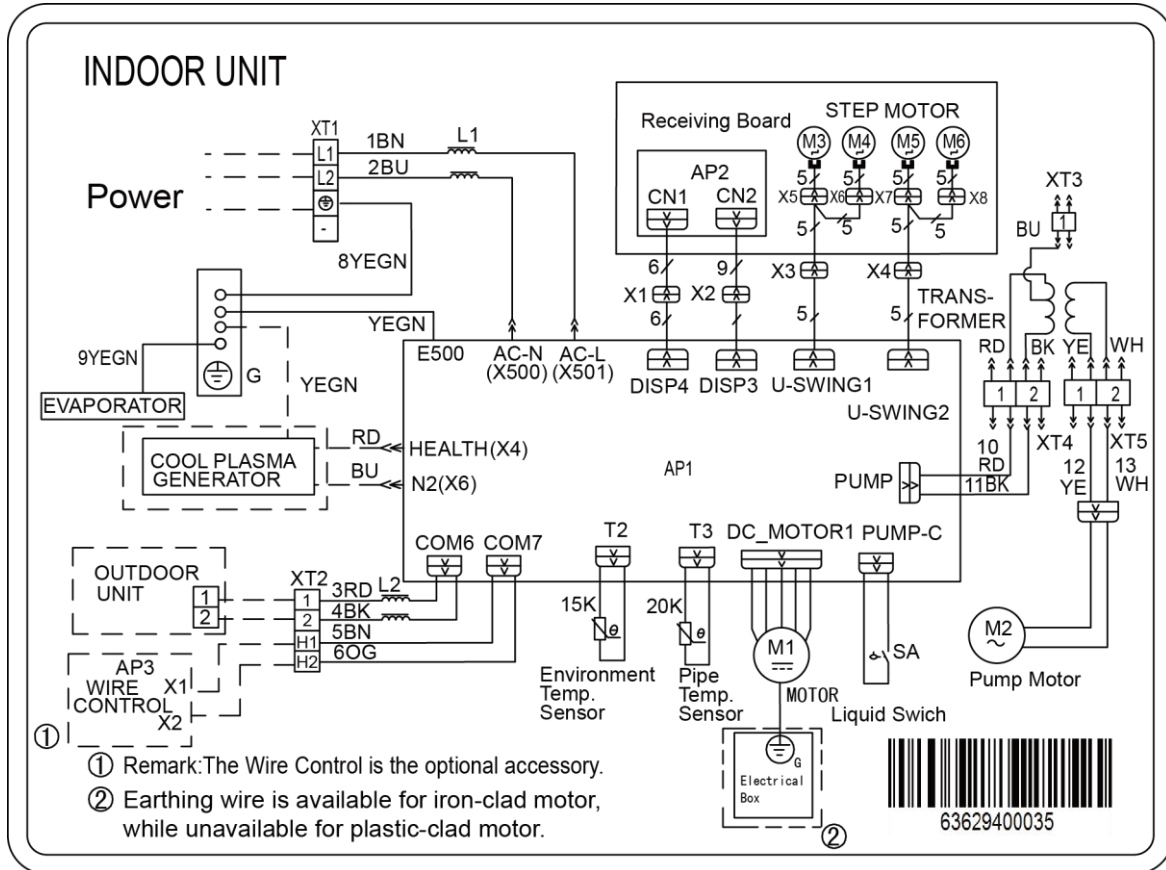 INDOOR UNIT
XT1
L1
L2
-
Power
1BN
2BU
L1
8YEGN
YEGN
9YEGN
YEGN
G
EVAPORATOR
COOL PLASMA
GENERATOR
RD
BU
Receiving Board
STEP MOTOR
AP2
CN1
CN2
M3
M4
M5
M6
5
5
5
5
X5
X6
X7
X8
5
5
5
5
6
9
X1
X2
X3
X4
6
5
5
E500
AC-N
(X500)
AC-L
(X501)
DISP4
DISP3
U-SWING1
U-SWING2
HEALTH(X4)
N2(X6)
AP1
PUMP
COM6
COM7
T2
T3
DC_MOTOR1
PUMP-C
XT3
1
BU
TRANS-
FORMER
RD
BK
YE
WH
1
2
1
2
XT4
XT5
10
RD
11BK
12
YE
13
WH
M2
Pump Motor
OUTDOOR
UNIT
1
2
XT2
1
2
H1
H2
3RD
L2
4BK
5BN
6OG
AP3
WIRE
CONTROL
X1
X2
①
15K
θ
Environment
Temp.
Sensor
20K
θ
Pipe
Temp.
Sensor
M1
MOTOR
G
Electrical
Box
②
SA
Liquid Swich
① Remark:The Wire Control is the optional accessory.
② Earthing wire is available for iron-clad motor,
while unavailable for plastic-clad motor.
63629400035